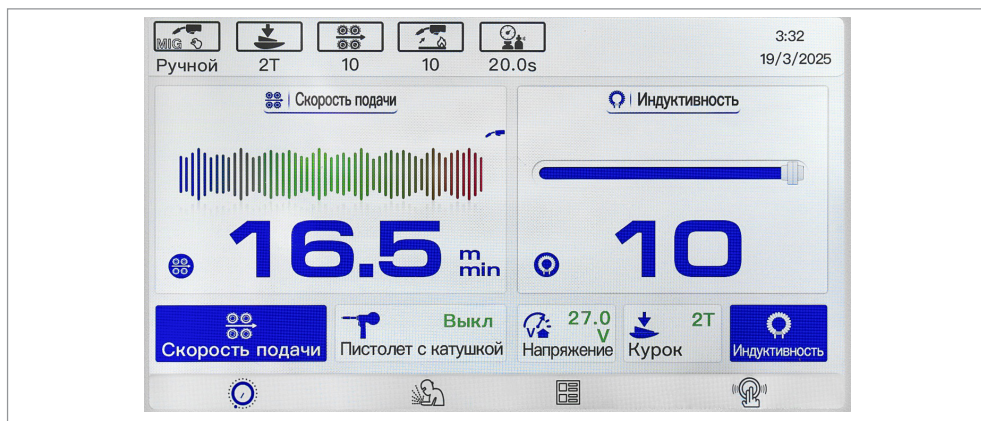 MIG
3:32
19/3/2025
Ручной
2T
10
10
20.0s
Скорость подачи
Индуктивность
16.5 m min
10
Скорость подачи
Выкл
Пистолет с катушкой
27.0 V
V
Напряжение
2T
Курок
Индуктивность